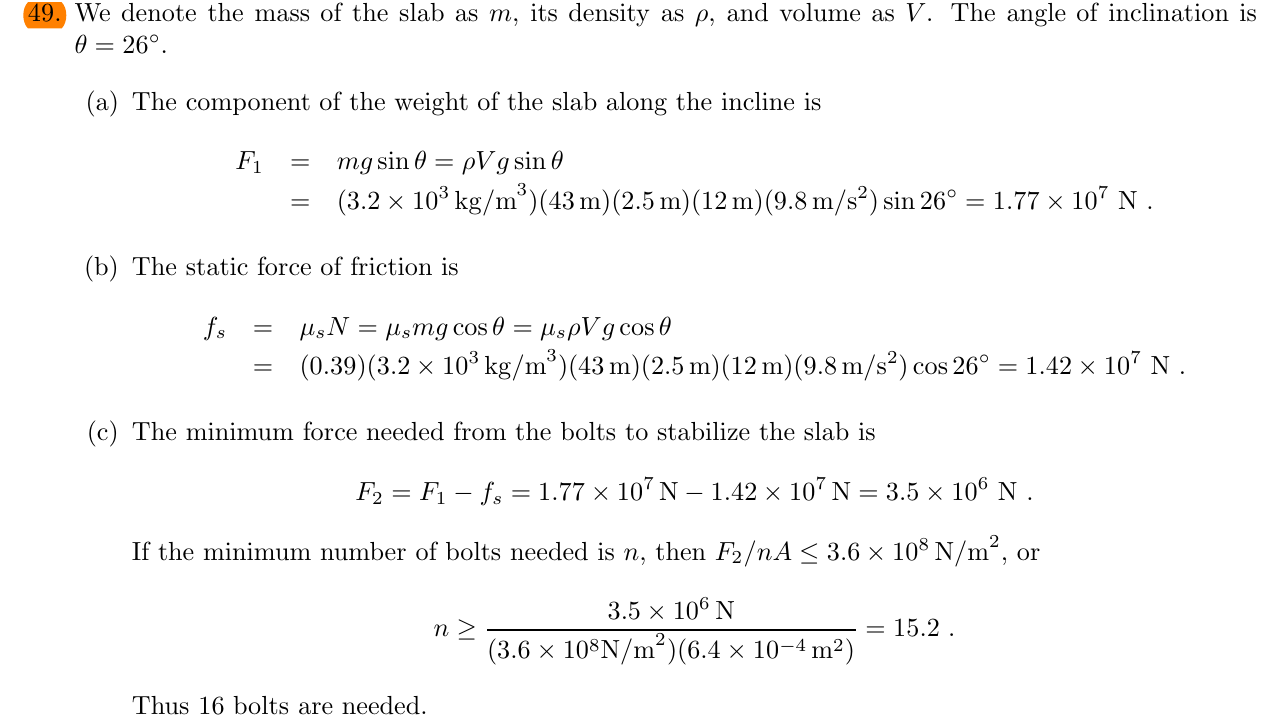 49. We denote the mass of the slab as m, its density as ρ, and volume as V. The angle of inclination is
θ = 26°.
(a) The component of the weight of the slab along the incline is
F₁ = mg sin θ = ρVg sin θ
= (3.2 × 10³ kg/m³)(43 m)(2.5 m)(12 m)(9.8 m/s²) sin 26° = 1.77 × 10⁷ N .
(b) The static force of friction is
fₛ = μₛN = μₛmg cos θ = μₛρVg cos θ
= (0.39)(3.2 × 10³ kg/m³)(43 m)(2.5 m)(12 m)(9.8 m/s²) cos 26° = 1.42 × 10⁷ N .
(c) The minimum force needed from the bolts to stabilize the slab is
F₂ = F₁ − fₛ = 1.77 × 10⁷ N − 1.42 × 10⁷ N = 3.5 × 10⁶ N .
If the minimum number of bolts needed is n, then F₂/nA ≤ 3.6 × 10⁸ N/m², or
3.5 × 10⁶ N
n ≥ = 15.2 .
(3.6 × 10⁸N/m²)(6.4 × 10⁻⁴ m²)
Thus 16 bolts are needed.